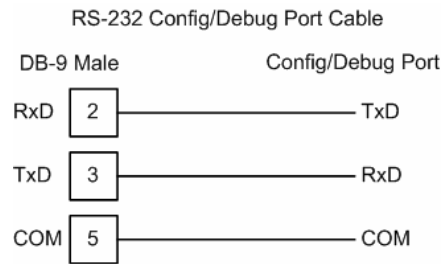 RS-232 Config/Debug Port Cable
DB-9 Male Config/Debug Port
RxD 2 TxD
TxD 3 RxD
COM 5 COM